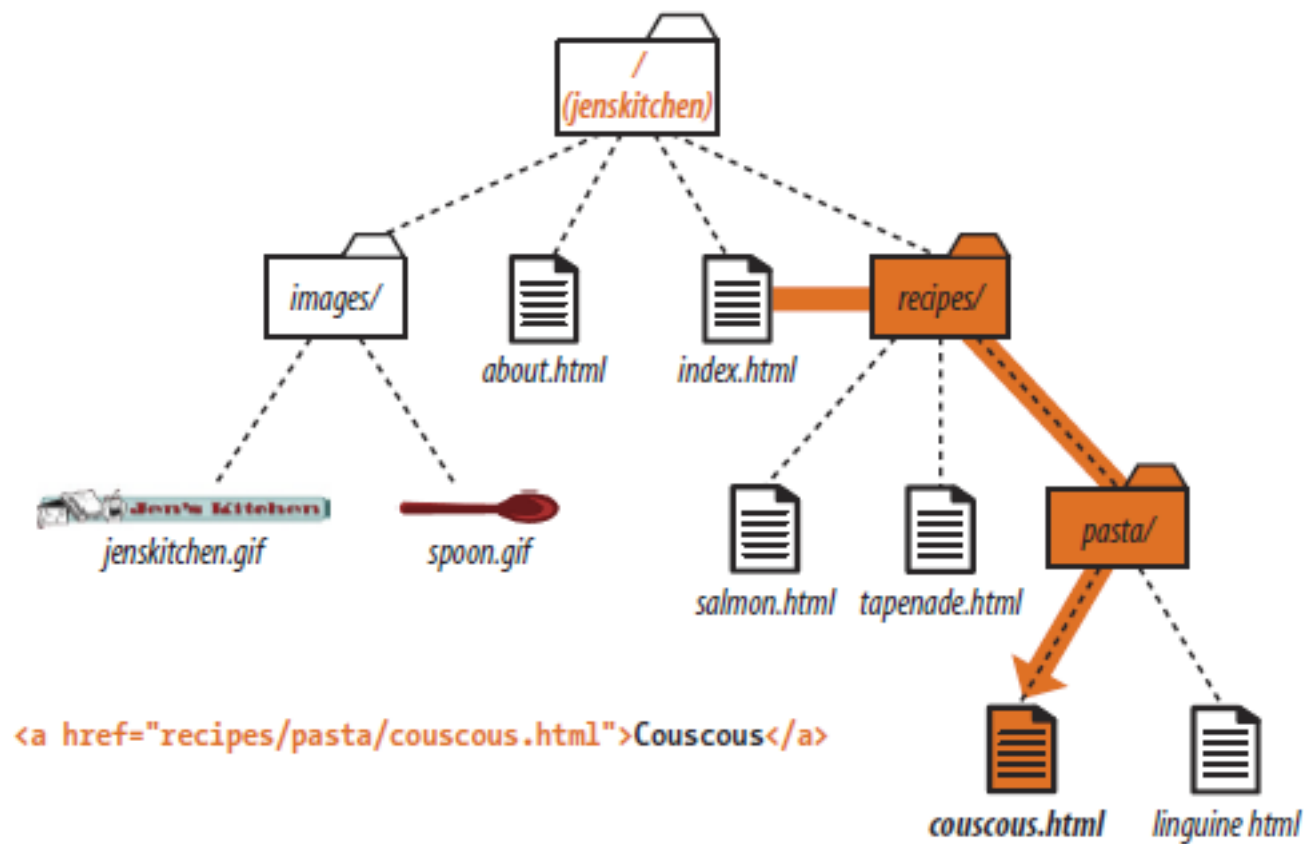 /
(jenskitchen)
images/
about.html
index.html
recipes/
Jen's Kitchen
jenskitchen.gif
spoon.gif
salmon.html
tapenade.html
pasta/
<a href="recipes/pasta/couscous.html">Couscous</a>
couscous.html
linguine html